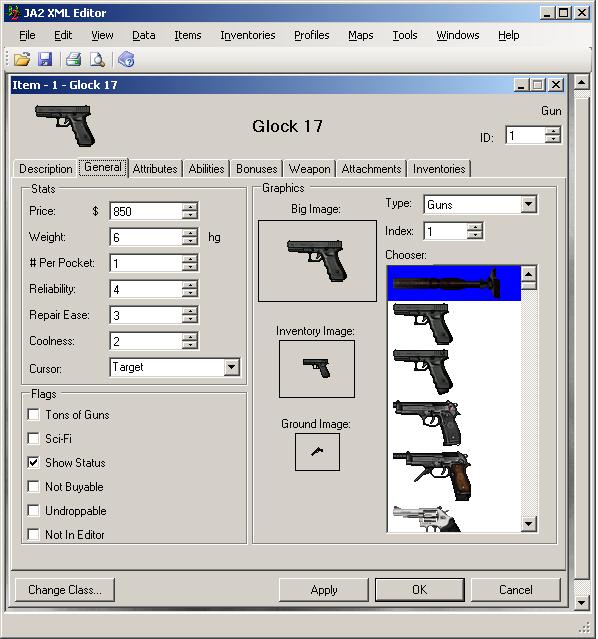 JA2 XML Editor
File Edit View Data Items Inventories Profiles Maps Tools Windows Help
Item - 1 - Glock 17
Glock 17
Gun
ID: 1
Description General Attributes Abilities Bonuses Weapon Attachments Inventories
Stats
Price: $ 850
Weight: 6 hg
# Per Pocket: 1
Reliability: 4
Repair Ease: 3
Coolness: 2
Cursor: Target
Flags
Tons of Guns
Sci-Fi
Show Status
Not Buyable
Undroppable
Not In Editor
Graphics
Big Image:
Inventory Image:
Ground Image:
Type: Guns
Index: 1
Chooser:
Change Class... Apply OK Cancel